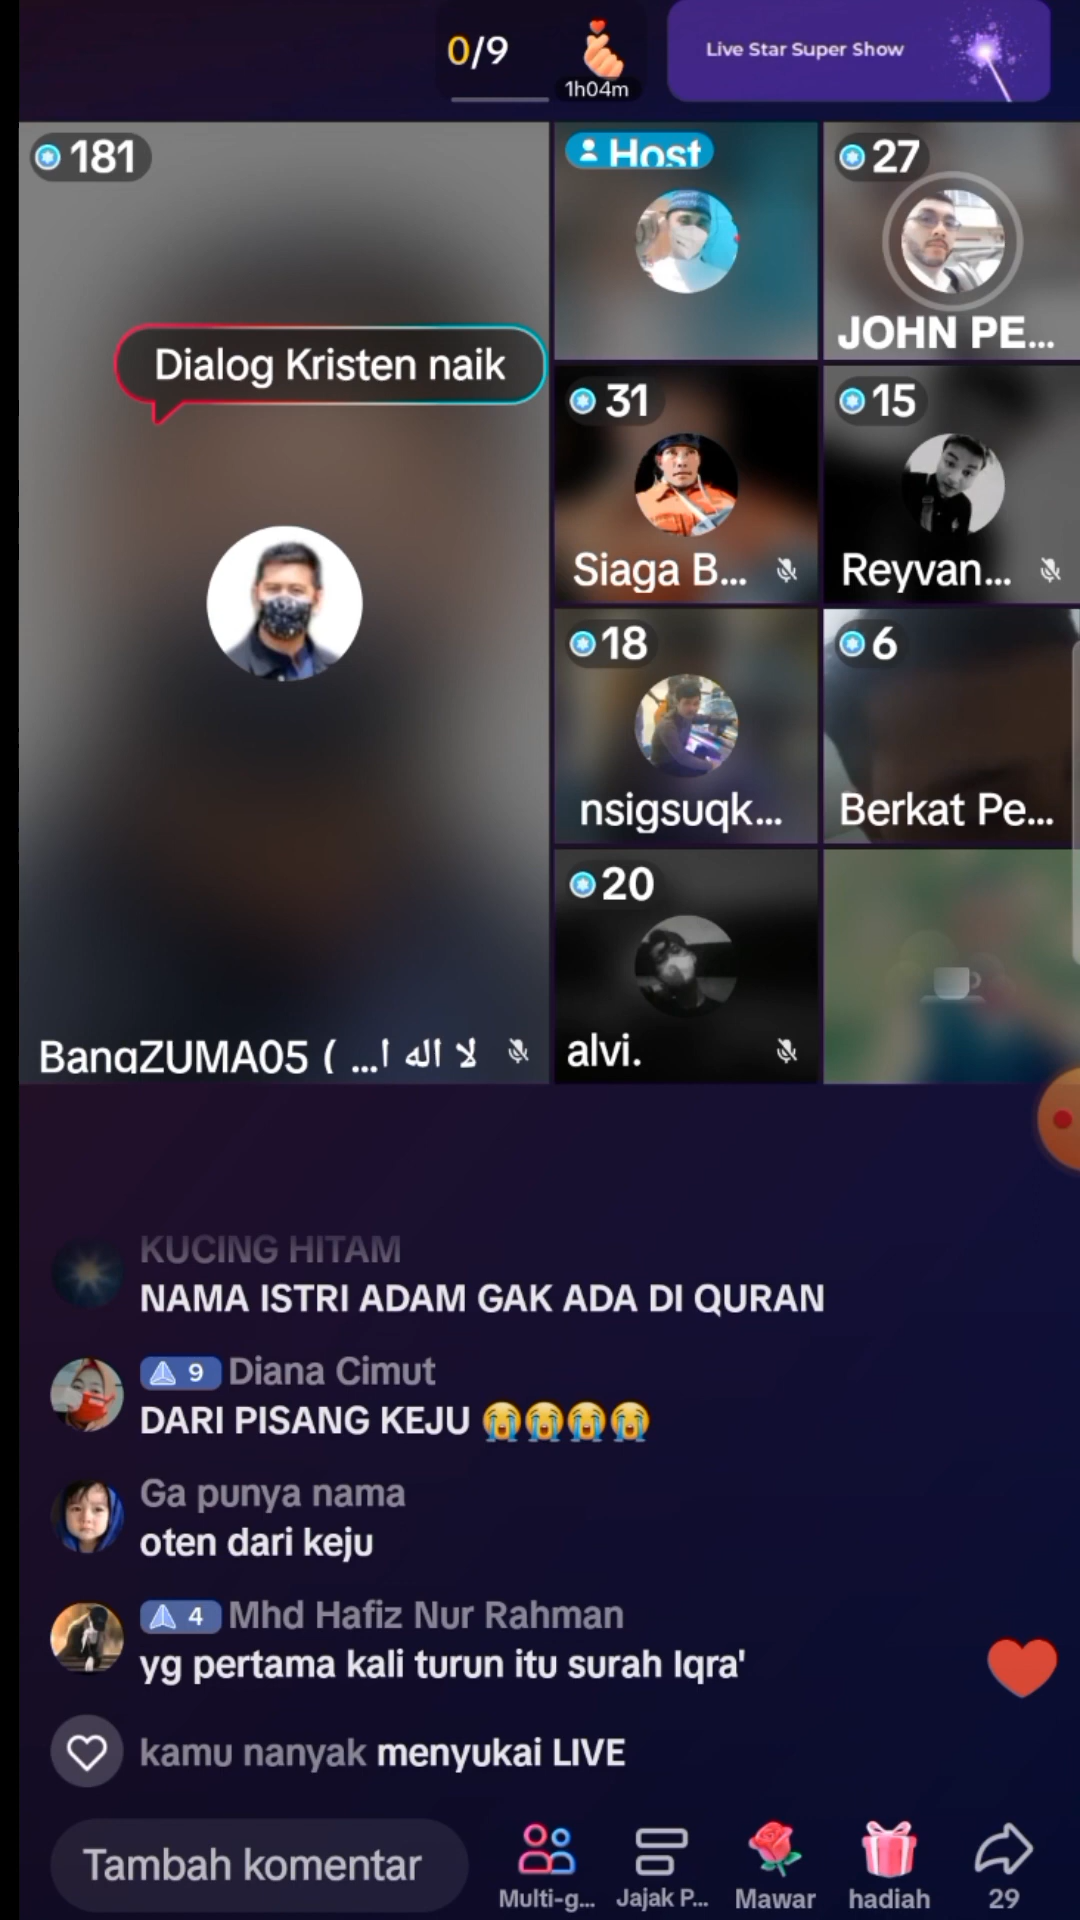 0/9
1h04m
Live Star Super Show
181
Host
27
Dialog Kristen naik
JOHN PE...
31
15
Siaga B...
Reyvan...
18
6
nsigsuqk...
Berkat Pe...
20
BangZUMA05 ( ...لا اله ا
alvi.
KUCING HITAM
NAMA ISTRI ADAM GAK ADA DI QURAN
9 Diana Cimut
DARI PISANG KEJU 😭😭😭😭
Ga punya nama
oten dari keju
4 Mhd Hafiz Nur Rahman
yg pertama kali turun itu surah Iqra'
kamu nanyak menyukai LIVE
Tambah komentar
Multi-g...
Jajak P...
Mawar
hadiah
29